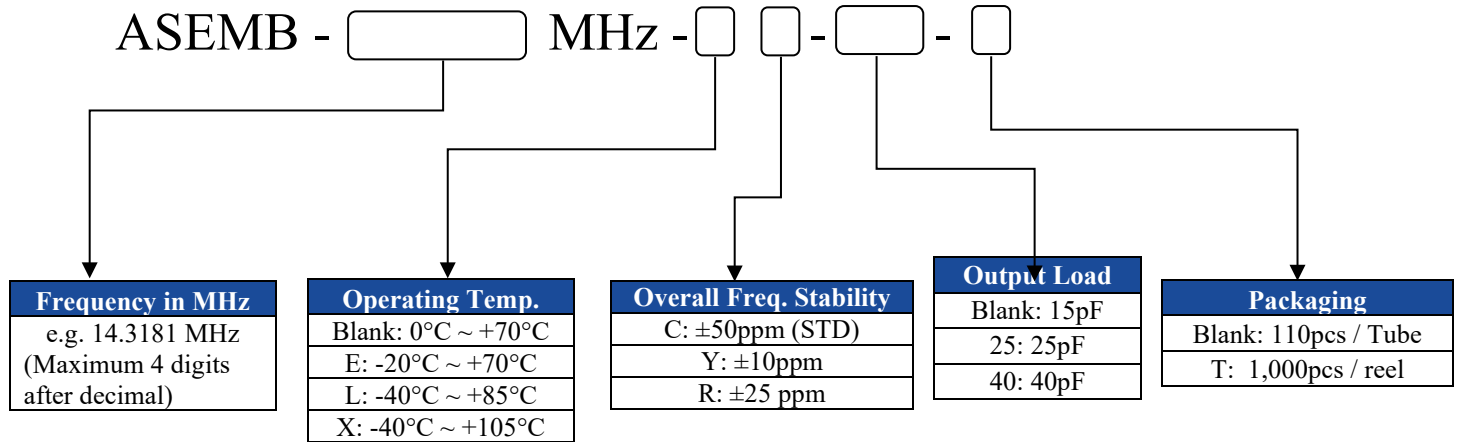 ASEMB - MHz - - -
Frequency in MHz
e.g. 14.3181 MHz
(Maximum 4 digits
after decimal)
Operating Temp.
Blank: 0°C ~ +70°C
E: -20°C ~ +70°C
L: -40°C ~ +85°C
X: -40°C ~ +105°C
Overall Freq. Stability
C: ±50ppm (STD)
Y: ±10ppm
R: ±25 ppm
Output Load
Blank: 15pF
25: 25pF
40: 40pF
Packaging
Blank: 110pcs / Tube
T: 1,000pcs / reel